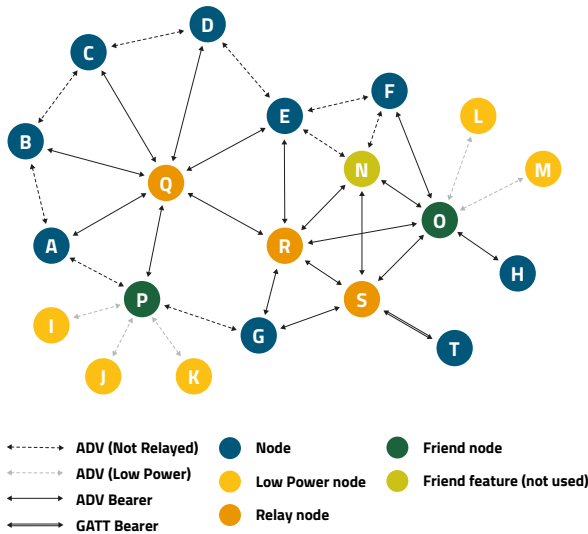 D
C
F
L
E
B
N
M
Q
O
A
R
H
P
S
I
G
T
J
K
ADV (Not Relayed)
Node
Friend node
ADV (Low Power)
Low Power node
Friend feature (not used)
ADV Bearer
Relay node
GATT Bearer